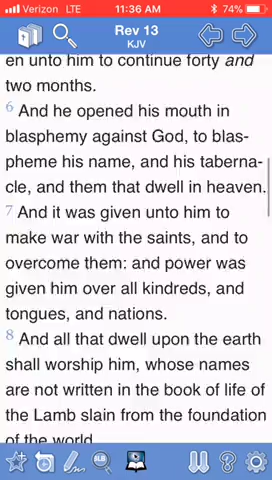 Verizon 11:36 AM 74%
Rev 13
KJV
en unto him to continue forty and
two months.
6 And he opened his mouth in
blasphemy against God, to blas-
pheme his name, and his taberna-
cle, and them that dwell in heaven.
7 And it was given unto him to
make war with the saints, and to
overcome them: and power was
given him over all kindreds, and
tongues, and nations.
8 And all that dwell upon the earth
shall worship him, whose names
are not written in the book of life of
the Lamb slain from the foundation
of the world
SLB